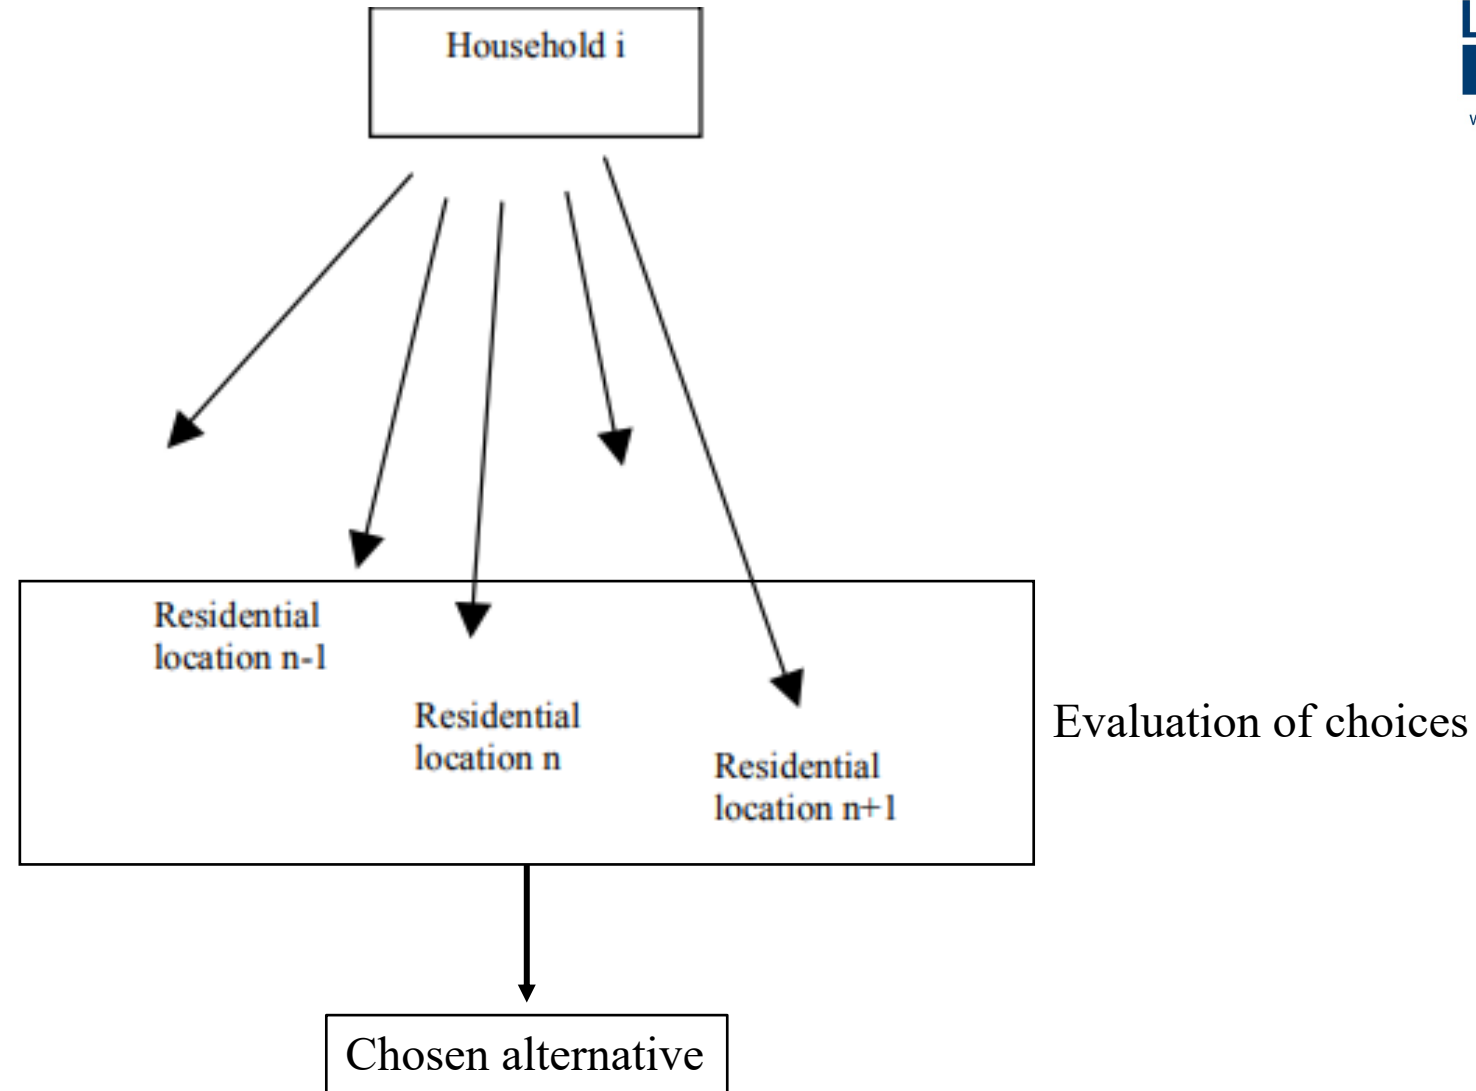 Household i
Residential
location n-1
Residential
location n
Residential
location n+1
Evaluation of choices
Chosen alternative